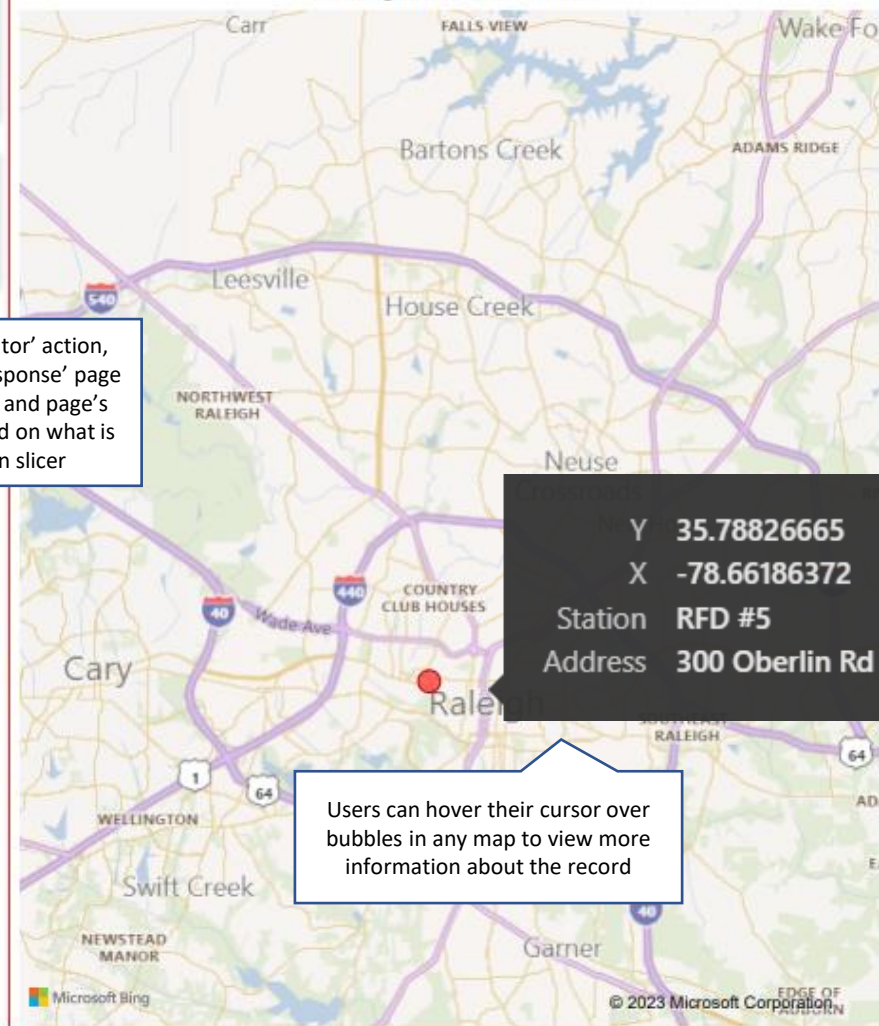 Carr
FALLS VIEW
Wake Fo
Bartons Creek
ADAMS RIDGE
Leesville
540
House Creek
tor’ action,
sponse’ page
and page’s
d on what is
n slicer
NORTHWEST
RALEIGH
Neuse
Crossroads
Y 35.78826665
X -78.66186372
Station RFD #5
Address 300 Oberlin Rd
440
COUNTRY
CLUB HOUSES
40
Wade Ave
Cary
Raleigh
SOUTHEAST
RALEIGH
64
1
64
WELLINGTON
AD
Users can hover their cursor over
bubbles in any map to view more
information about the record
Swift Creek
40
NEWSTEAD
MANOR
Garner
Microsoft Bing
© 2023 Microsoft Corporation
EDGE OF
AUBURN